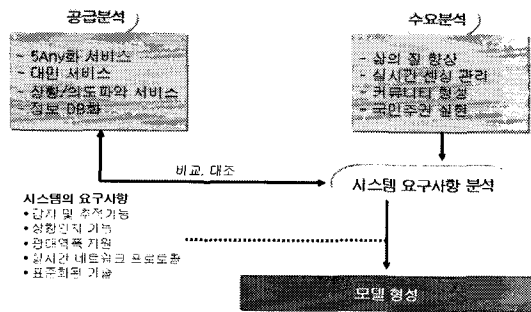 공급분석
- 5Any화 서비스
- 대민 서비스
- 상황/의도파악 서비스
정보 DB화
수요분석
- 삶의 질 향상
- 실시간 센싱 관리
- 커뮤니티 형성
- 국민주권 실현
비교, 대조
시스템 요구사항 분석
시스템의 요구사항
• 감지 및 추적기능
• 상황인지 기능
• 광대역폭 지원
• 실시간 네트워크 프로토콜
• 표준화된 기술
모델 형성